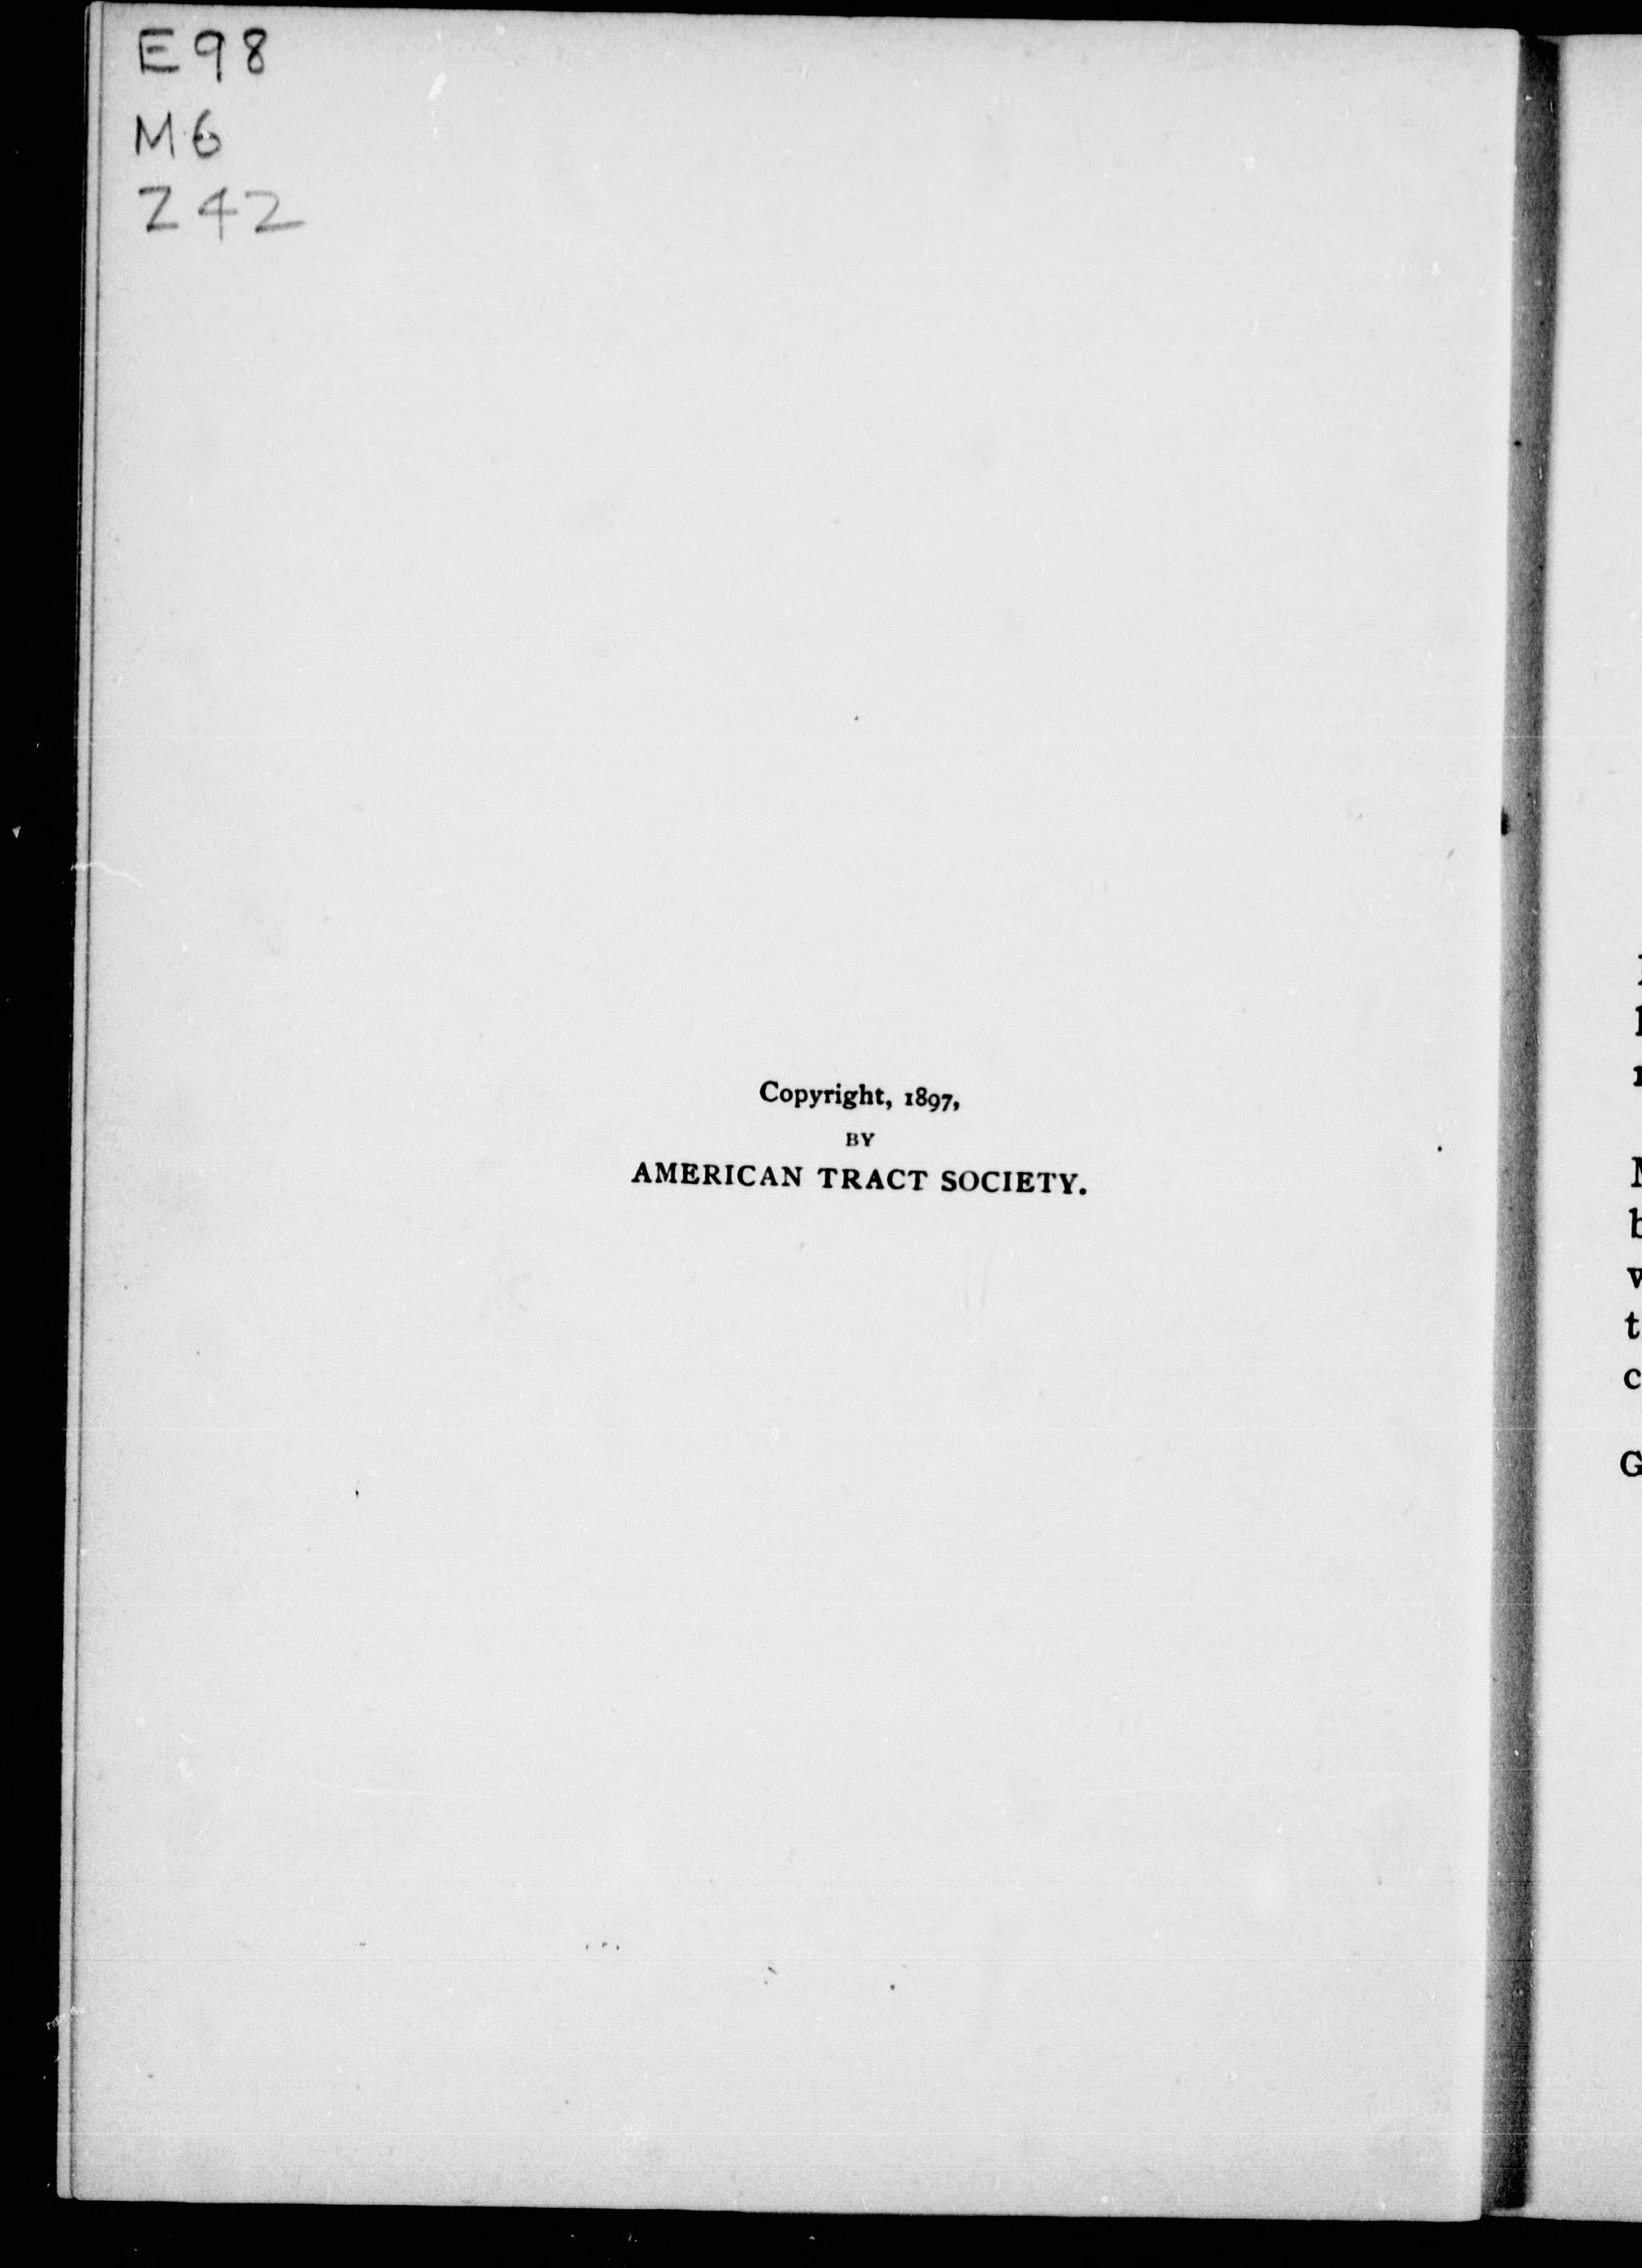 E98
M6
Z42
Copyright, 1897,
BY
AMERICAN TRACT SOCIETY.